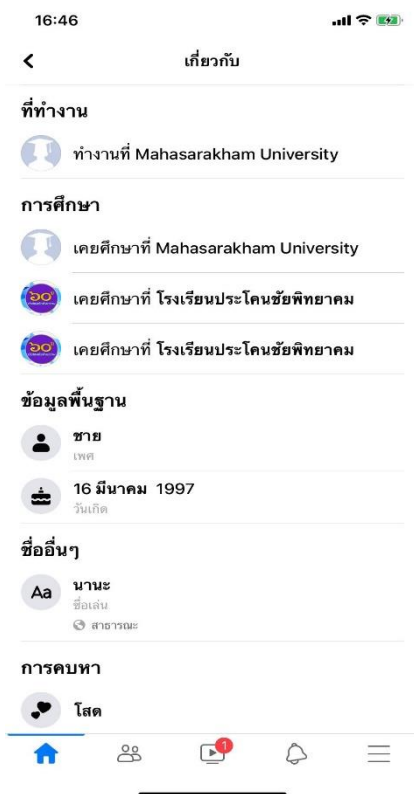 16:46
เกี่ยวกับ
ที่ทำงาน
ทำงานที่ Mahasarakham University
การศึกษา
เคยศึกษาที่ Mahasarakham University
เคยศึกษาที่ โรงเรียนประโคนชัยพิทยาคม
เคยศึกษาที่ โรงเรียนประโคนชัยพิทยาคม
ข้อมูลพื้นฐาน
ชาย
เพศ
16 มีนาคม 1997
วันเกิด
ชื่ออื่นๆ
Aa
นานะ
ชื่อเล่น
สาธารณะ
การคบหา
โสด
1